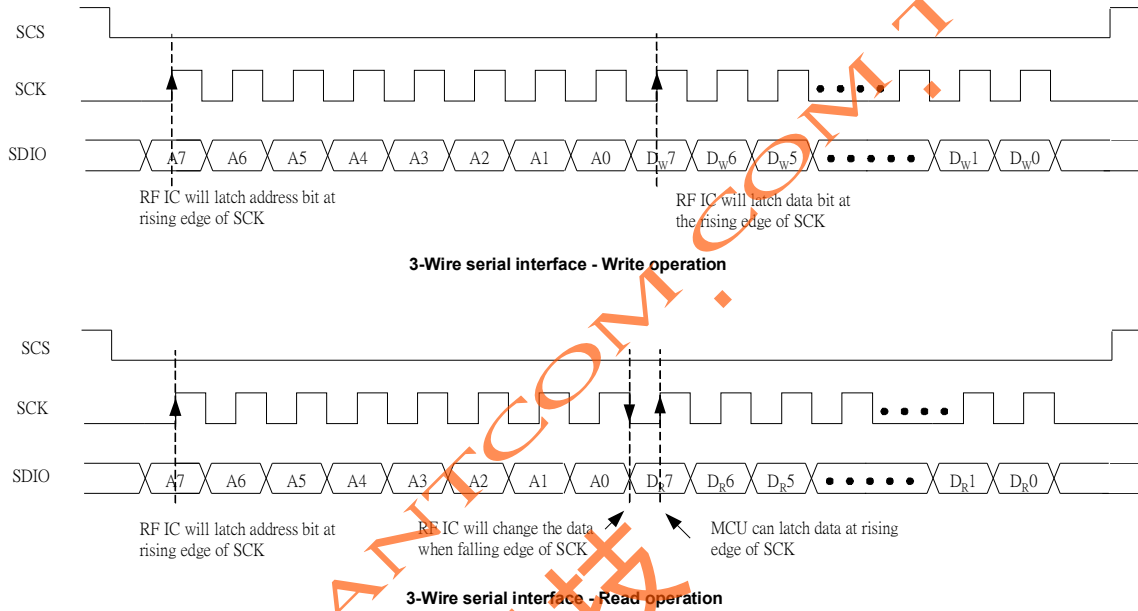 SCS
SCK
SDIO
A7 A6 A5 A4 A3 A2 A1 A0 DW7 DW6 DW5 DW1 DW0
RF IC will latch address bit at
rising edge of SCK
RF IC will latch data bit at
the rising edge of SCK
3-Wire serial interface - Write operation
SCS
SCK
SDIO
A7 A6 A5 A4 A3 A2 A1 A0 DR7 DR6 DR5 DR1 DR0
RF IC will latch address bit at
rising edge of SCK
RF IC will change the data
when falling edge of SCK
MCU can latch data at rising
edge of SCK
3-Wire serial interface - Read operation
ANTCOM.COM.T
技